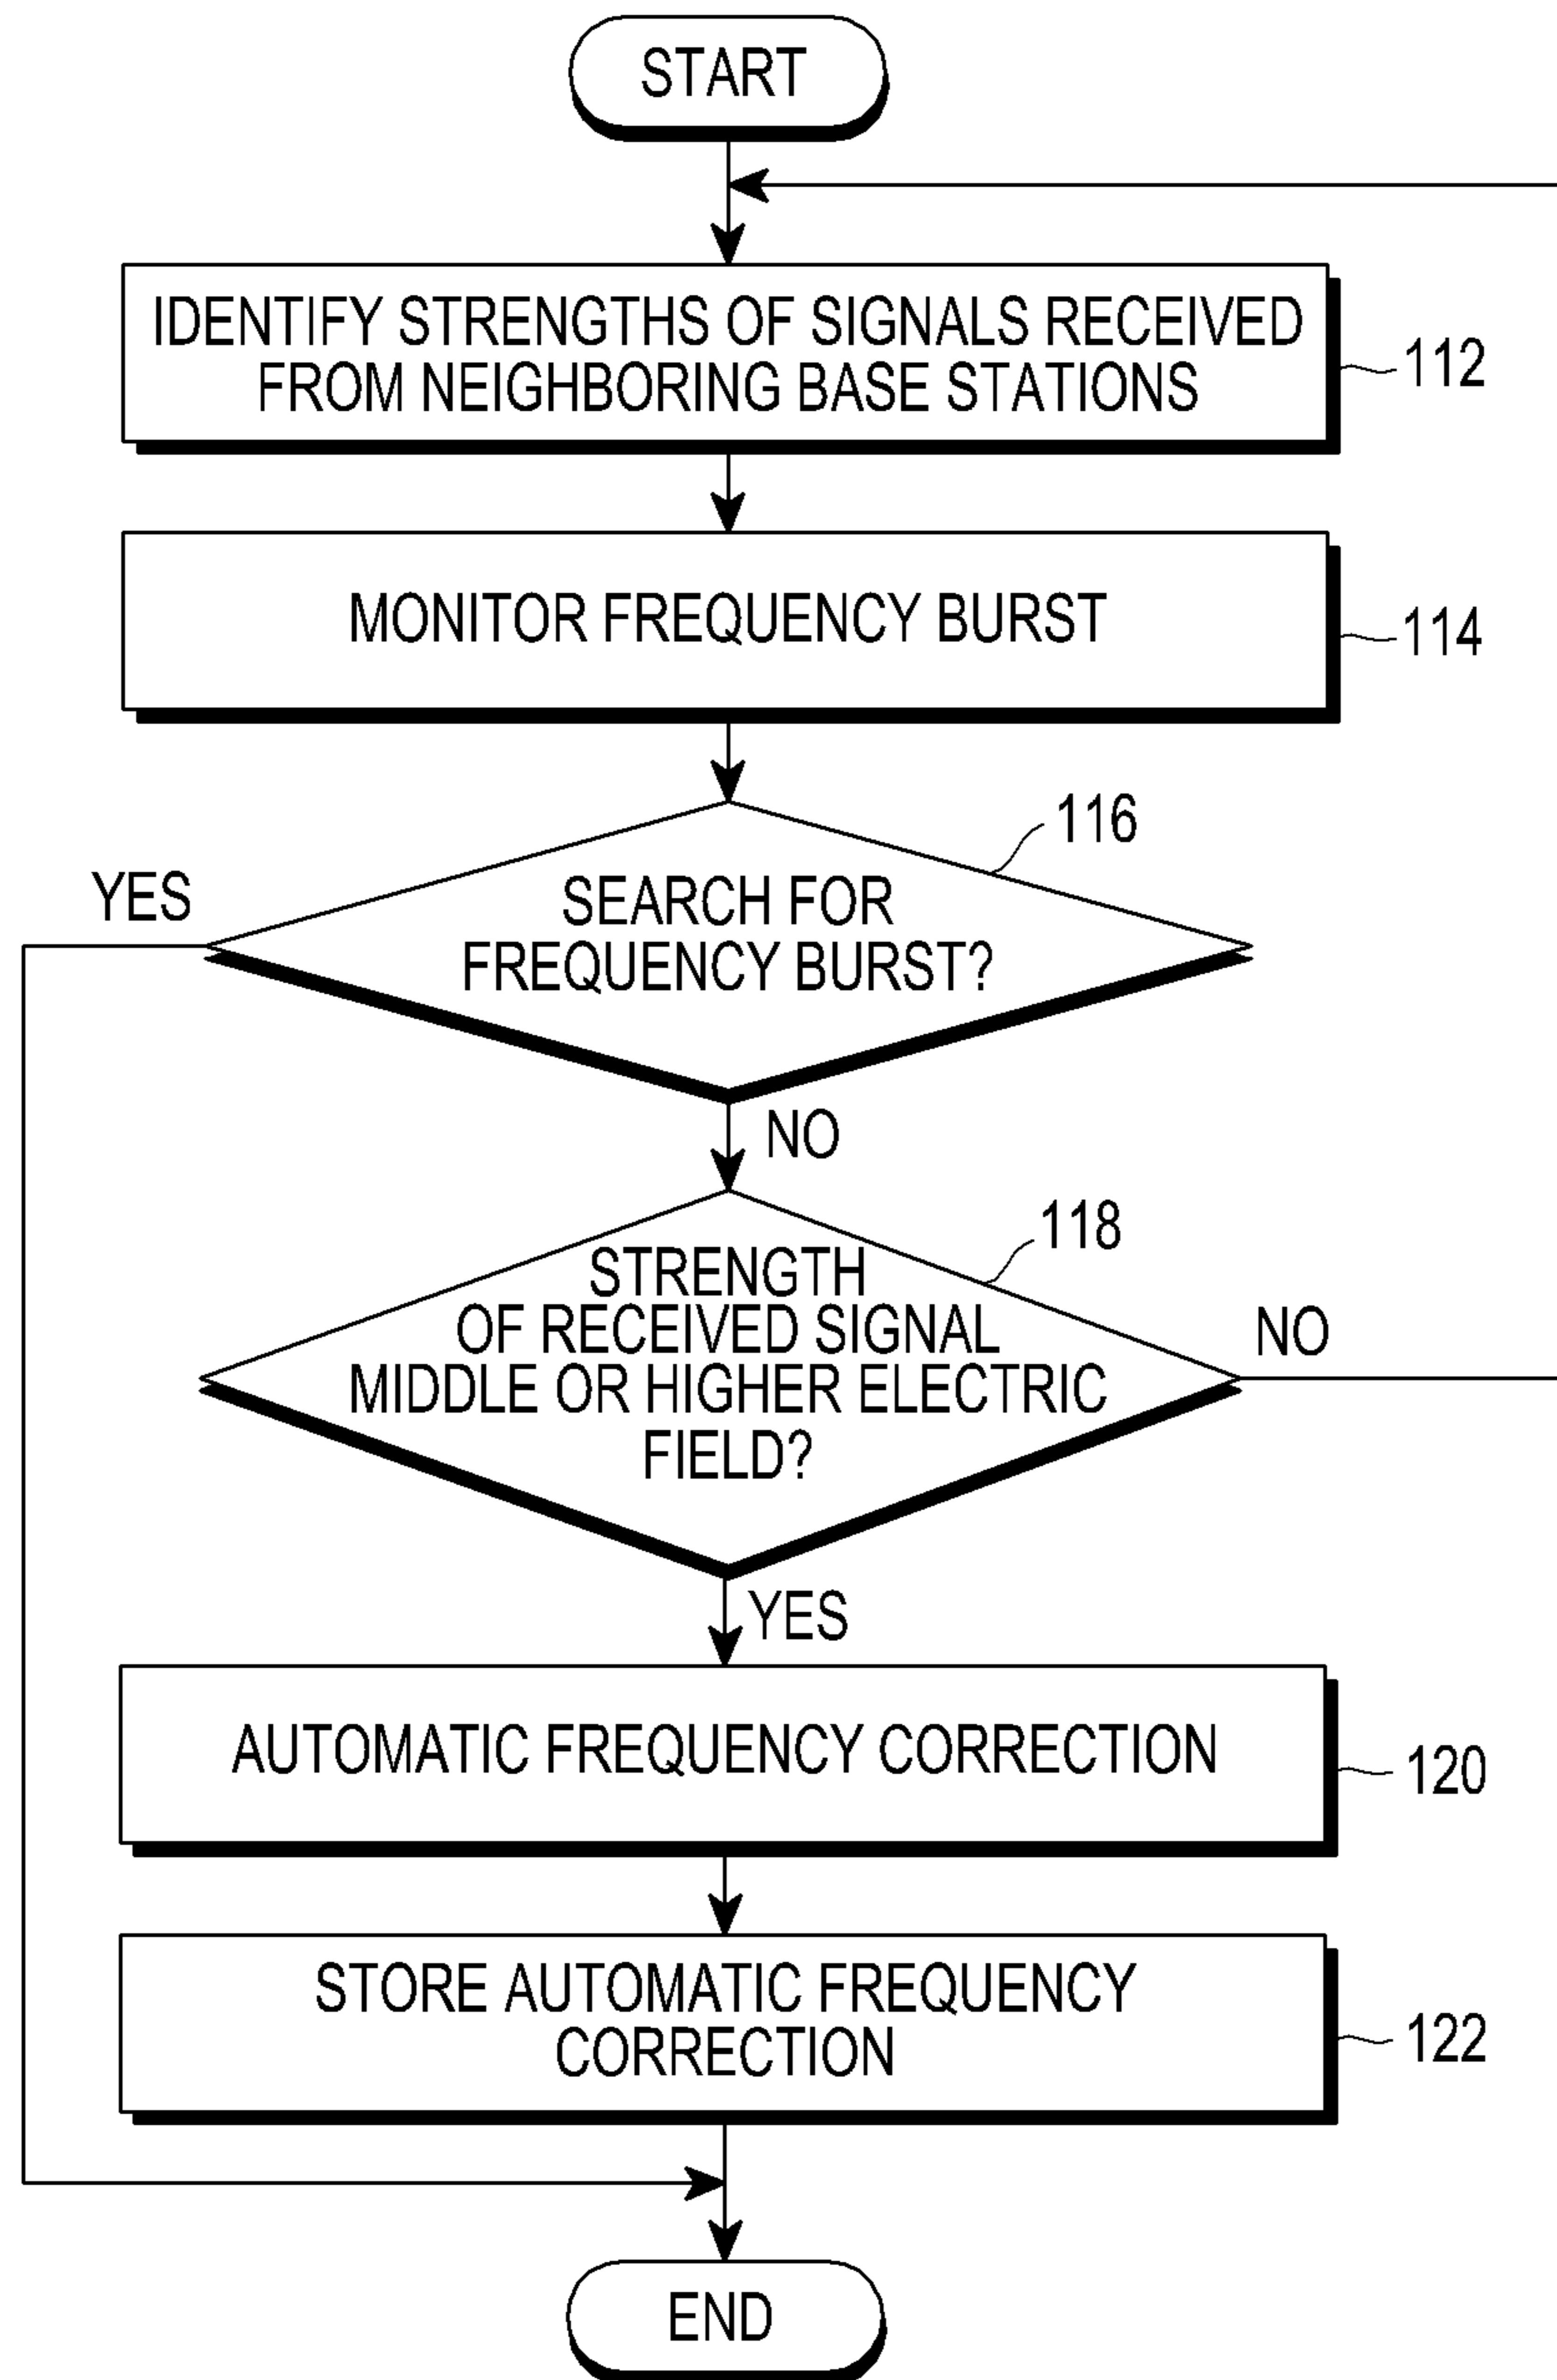 START
IDENTIFY STRENGTHS OF SIGNALS RECEIVED
FROM NEIGHBORING BASE STATIONS
112
MONITOR FREQUENCY BURST
114
116
YES
SEARCH FOR
FREQUENCY BURST?
NO
118
STRENGTH
OF RECEIVED SIGNAL
MIDDLE OR HIGHER ELECTRIC
FIELD?
NO
YES
AUTOMATIC FREQUENCY CORRECTION
120
STORE AUTOMATIC FREQUENCY
CORRECTION
122
END